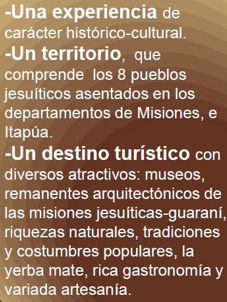 -Una experiencia de
carácter histórico-cultural.
-Un territorio, que
comprende los 8 pueblos
jesuíticos asentados en los
departamentos de Misiones, e
Itapúa.
-Un destino turístico con
diversos atractivos: museos,
remanentes arquitectónicos de
las misiones jesuíticas-guaraní,
riquezas naturales, tradiciones
y costumbres populares, la
yerba mate, rica gastronomía y
variada artesanía.